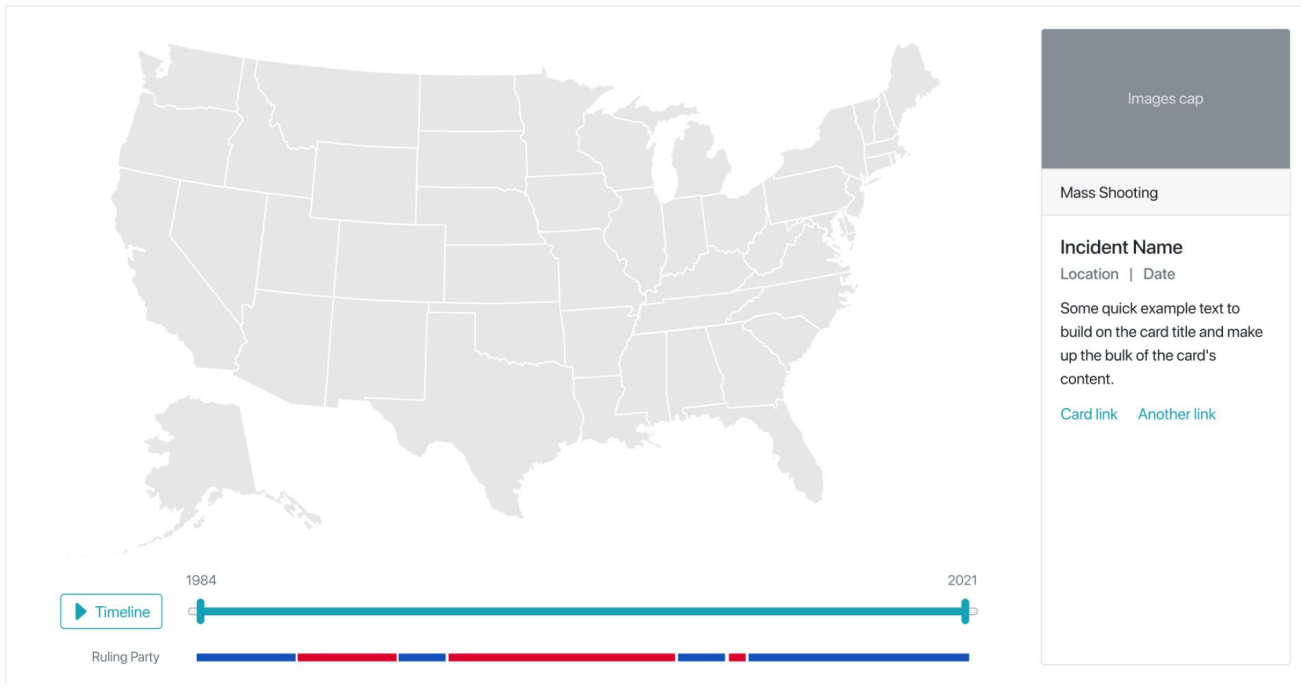 Images cap
Mass Shooting
Incident Name
Location | Date
Some quick example text to
build on the card title and make
up the bulk of the card's
content.
Card link Another link
1984 2021
Timeline
Ruling Party